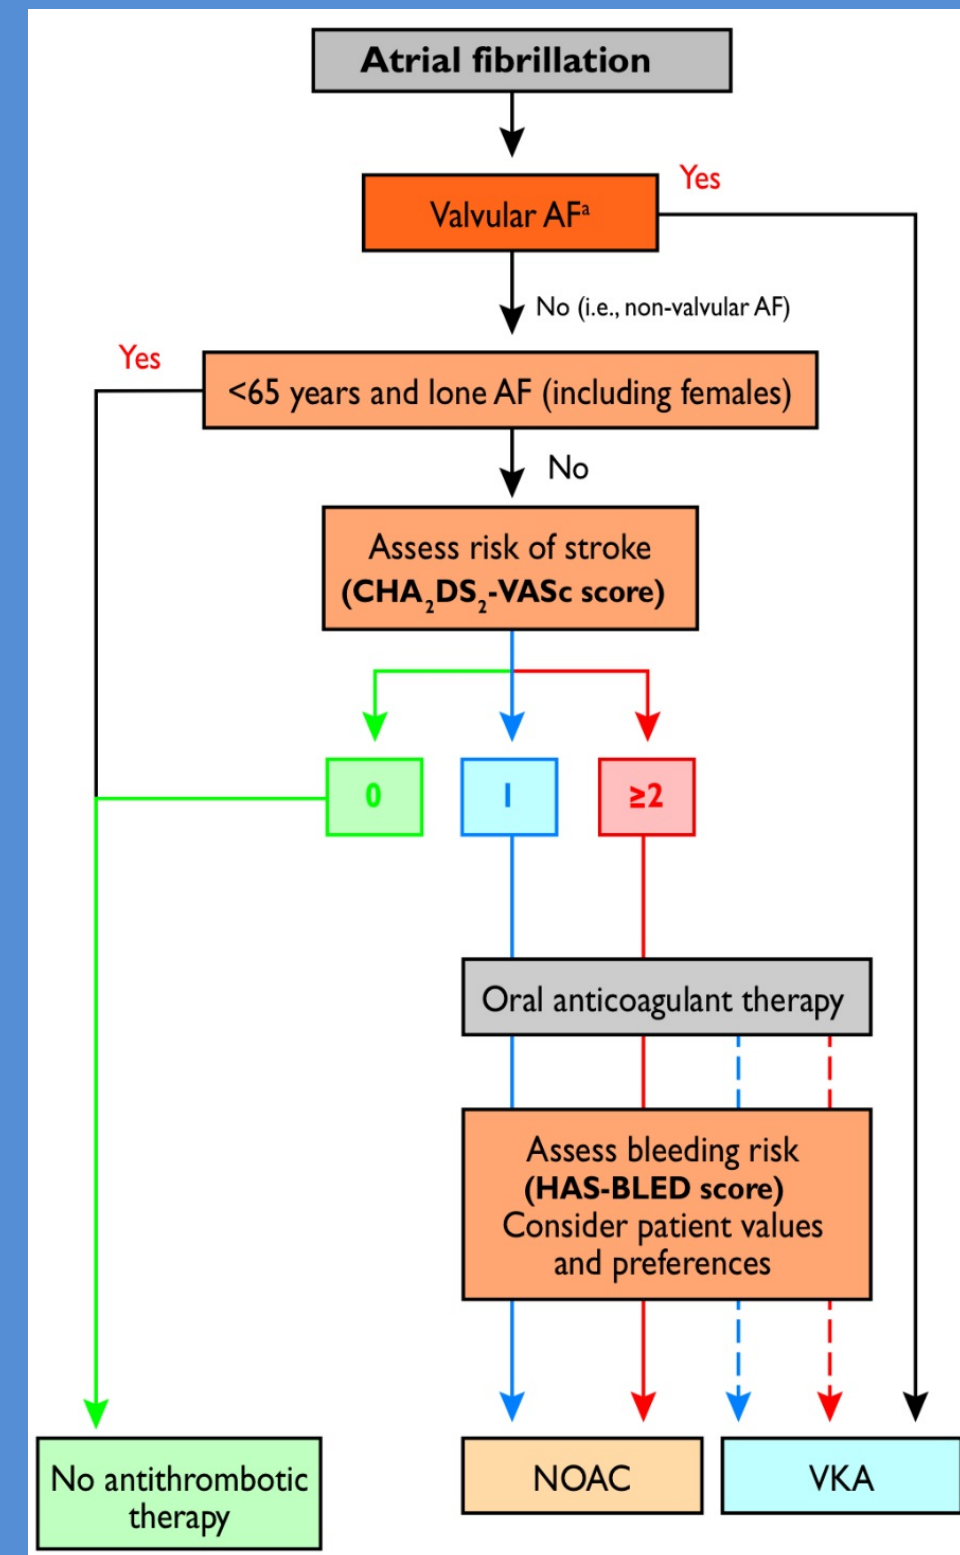 Atrial fibrillation
Yes
Valvular AFᵃ
No (i.e., non-valvular AF)
Yes
<65 years and lone AF (including females)
No
Assess risk of stroke
(CHA₂DS₂-VASc score)
0
1
≥2
Oral anticoagulant therapy
Assess bleeding risk
(HAS-BLED score)
Consider patient values
and preferences
No antithrombotic
therapy
NOAC
VKA